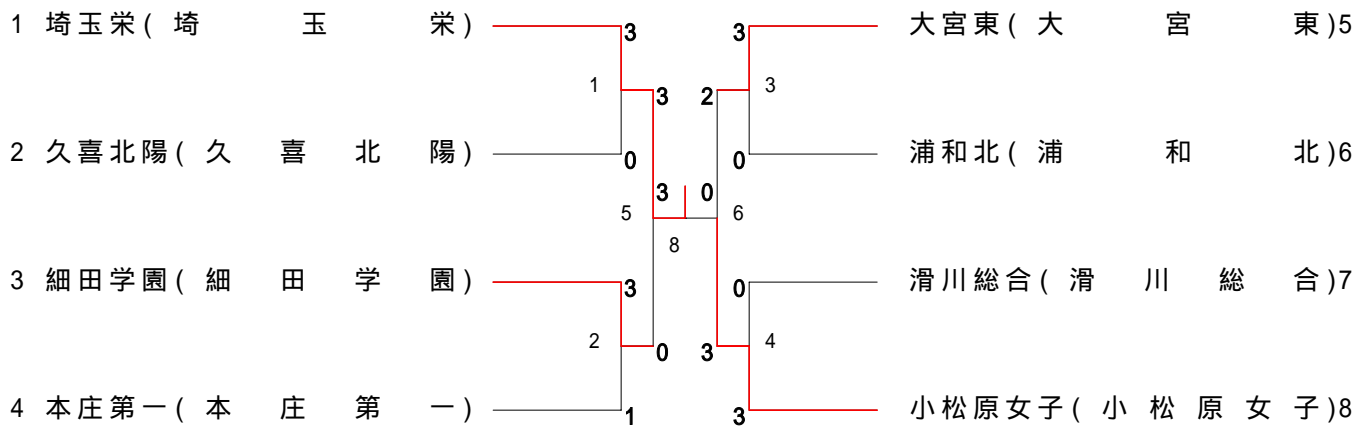 1 埼玉栄(埼玉栄) 3 3 大宮東(大宮東)5
1 3 2 3
2 久喜北陽(久喜北陽) 0 0 浦和北(浦和北)6
3 0
5 8 6
3 細田学園(細田学園) 3 0 滑川総合(滑川総合)7
2 0 3 4
4 本庄第一(本庄第一) 1 3 小松原女子(小松原女子)8